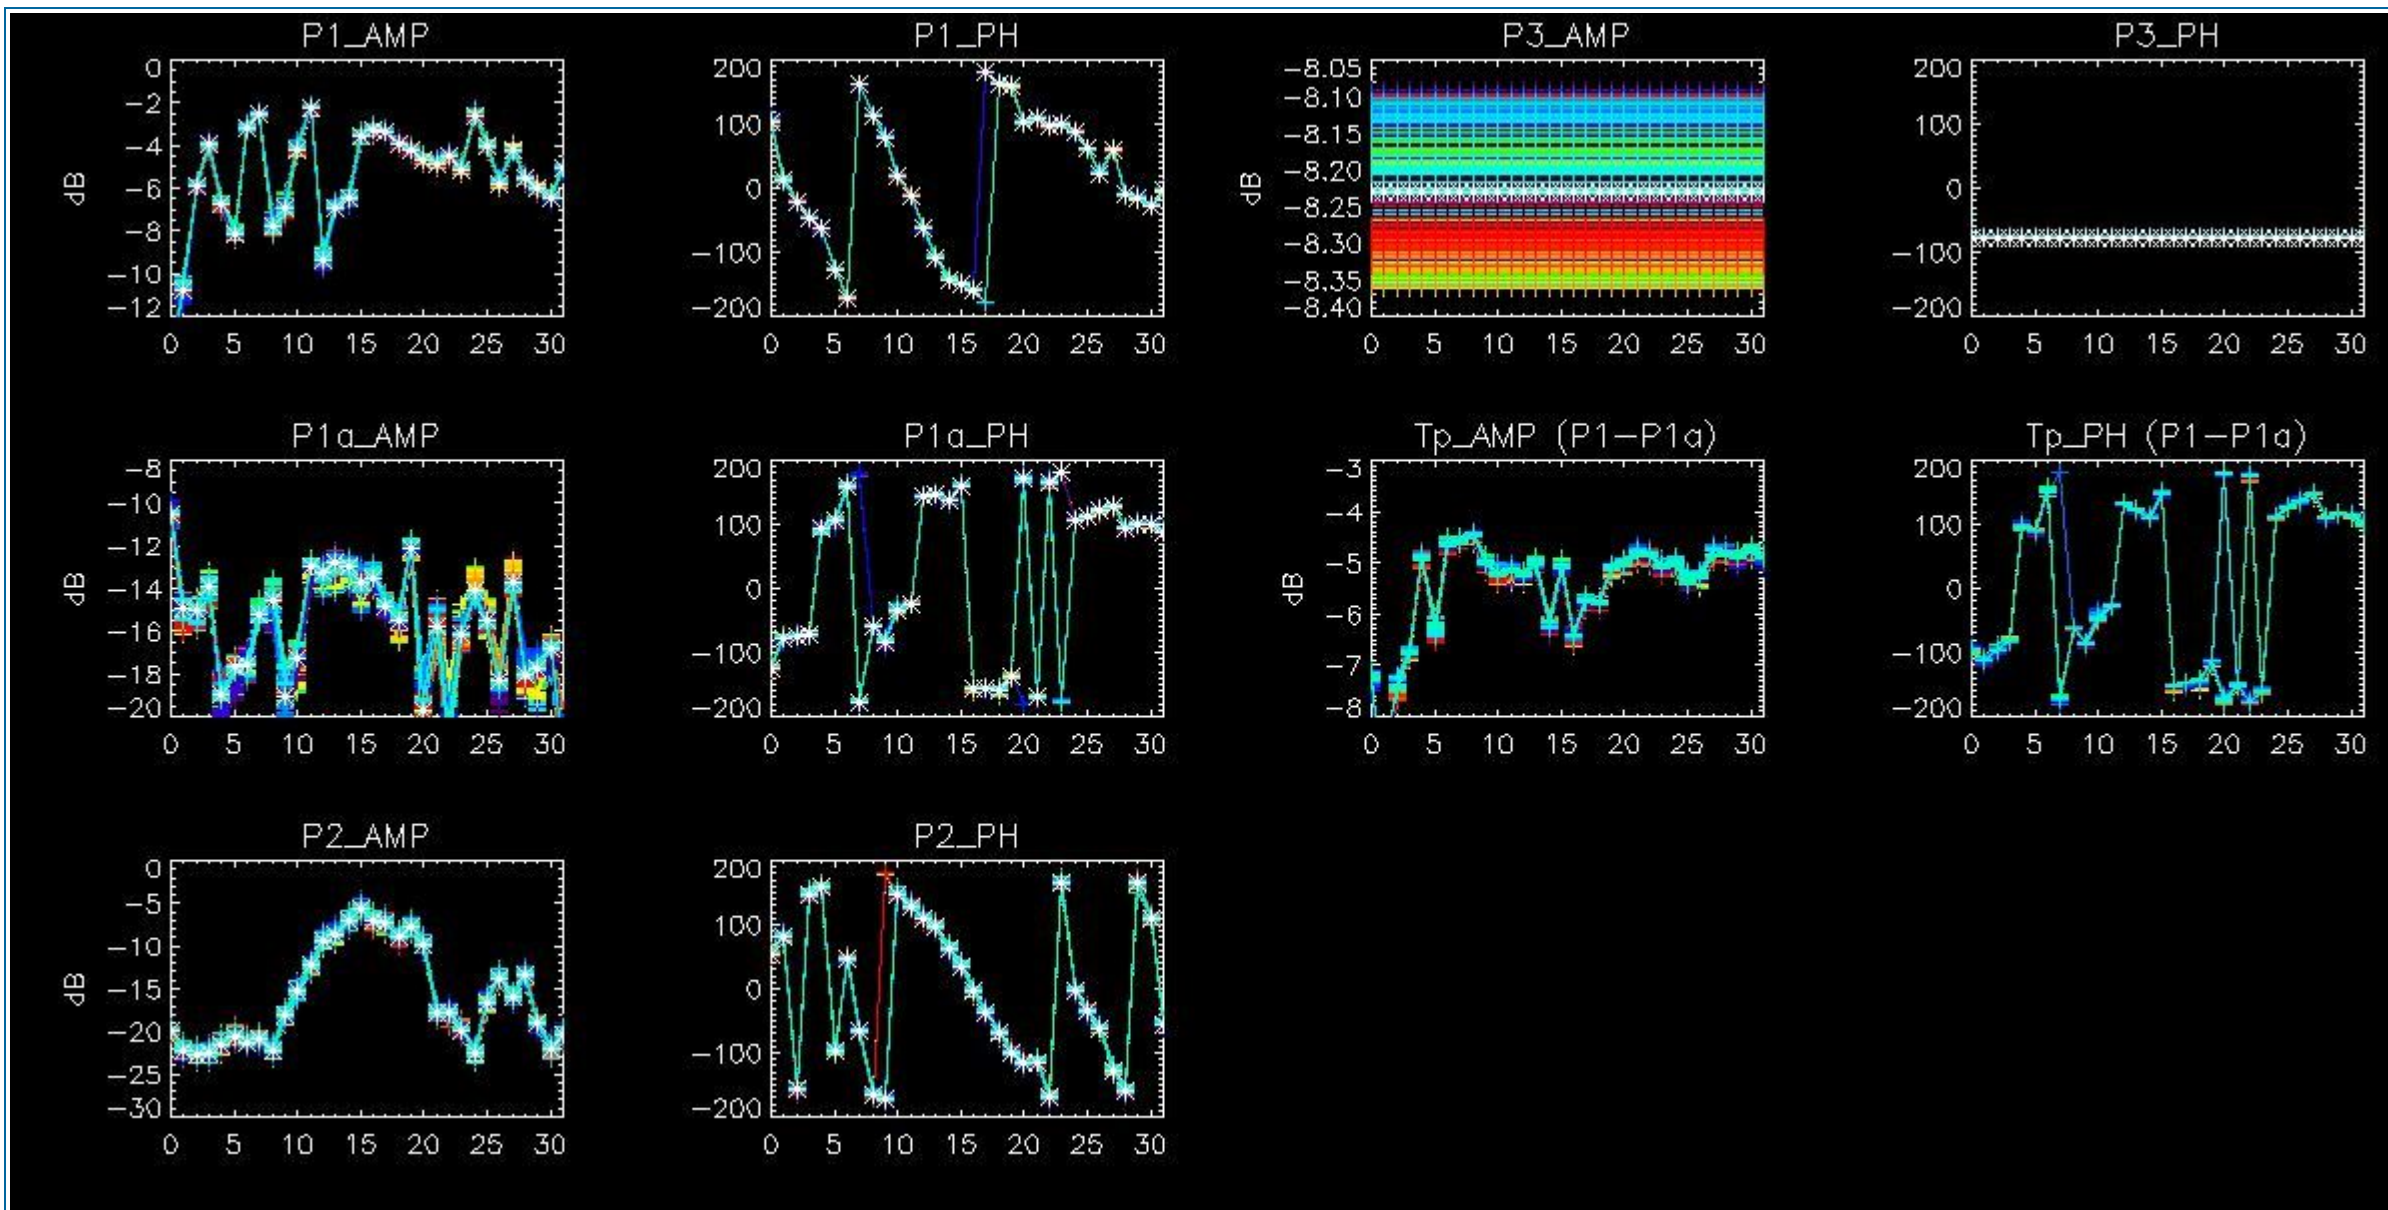 P1_AMP
0
−2
−4
−6
−8
−10
−12
dB
0 5 10 15 20 25 30
P1_PH
200
100
0
−100
−200
0 5 10 15 20 25 30
P3_AMP
−8.05
−8.10
−8.15
−8.20
−8.25
−8.30
−8.35
−8.40
dB
0 5 10 15 20 25 30
P3_PH
200
100
0
−100
−200
0 5 10 15 20 25 30
P1a_AMP
−8
−10
−12
−14
−16
−18
−20
dB
0 5 10 15 20 25 30
P1a_PH
200
100
0
−100
−200
0 5 10 15 20 25 30
Tp_AMP (P1−P1a)
−3
−4
−5
−6
−7
−8
dB
0 5 10 15 20 25 30
Tp_PH (P1−P1a)
200
100
0
−100
−200
0 5 10 15 20 25 30
P2_AMP
0
−5
−10
−15
−20
−25
−30
dB
0 5 10 15 20 25 30
P2_PH
200
100
0
−100
−200
0 5 10 15 20 25 30